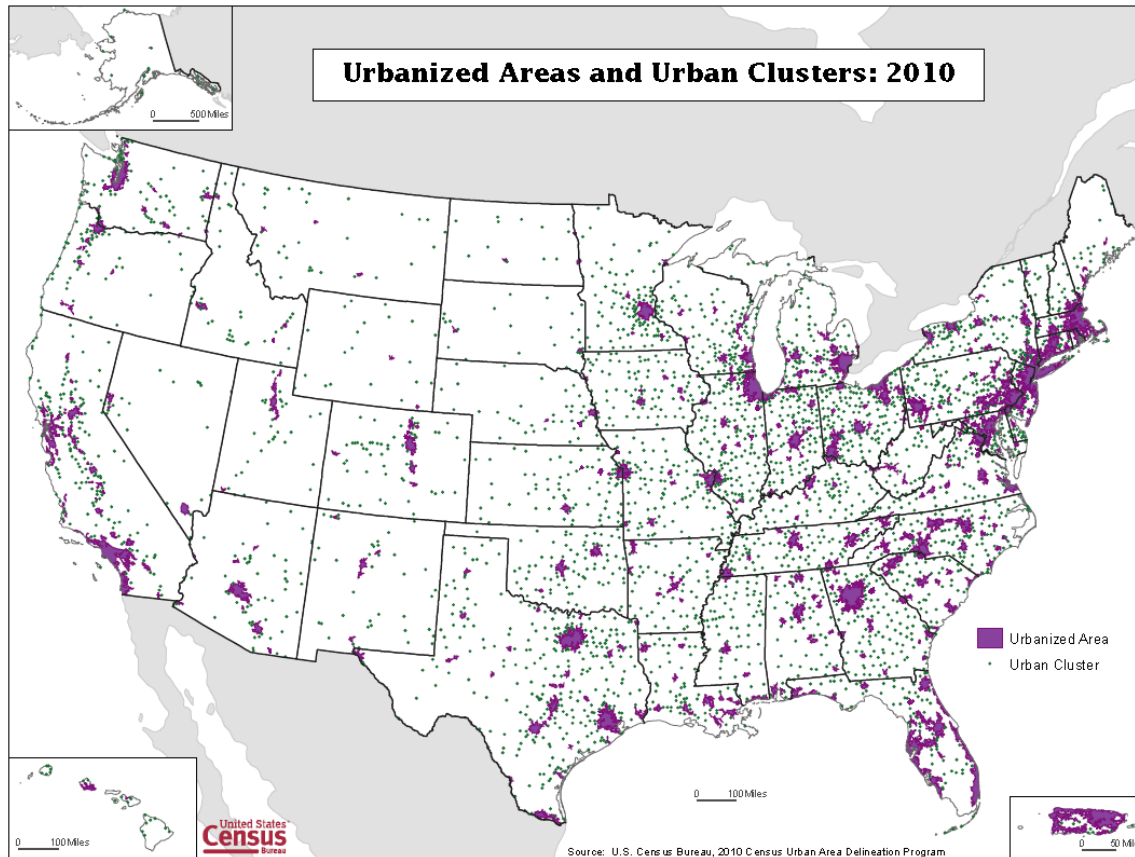 Urbanized Areas and Urban Clusters: 2010
0 500 Miles
Urbanized Area
Urban Cluster
0 100 Miles
0 100 Miles
United States®
Census
Bureau
0 50 Mil
Source: U.S. Census Bureau, 2010 Census Urban Area Delineation Program